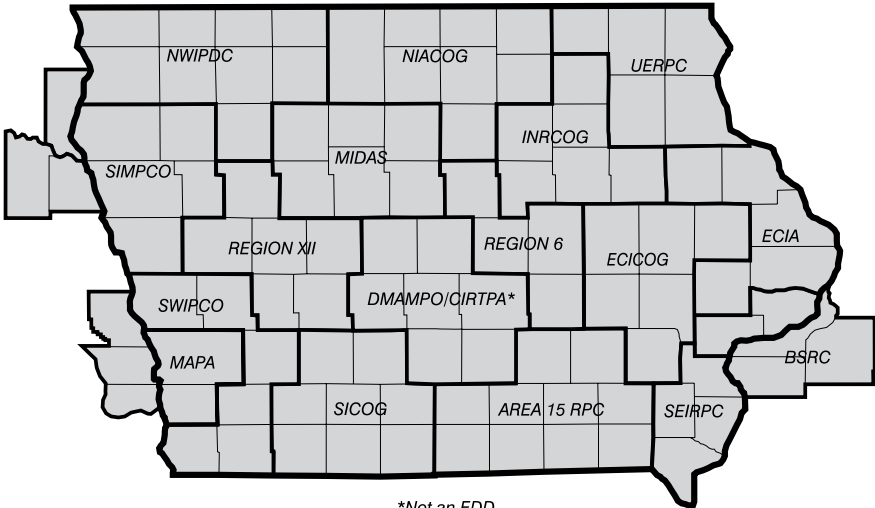 NWIPDC
NIACOG
UERPC
INRCOG
MIDAS
SIMPCO
ECIA
REGION XII
REGION 6
ECICOG
DMAMPO/CIRTPA*
SWIPCO
BSRC
MAPA
SICOG
AREA 15 RPC
SEIRPC
*Not an EDD